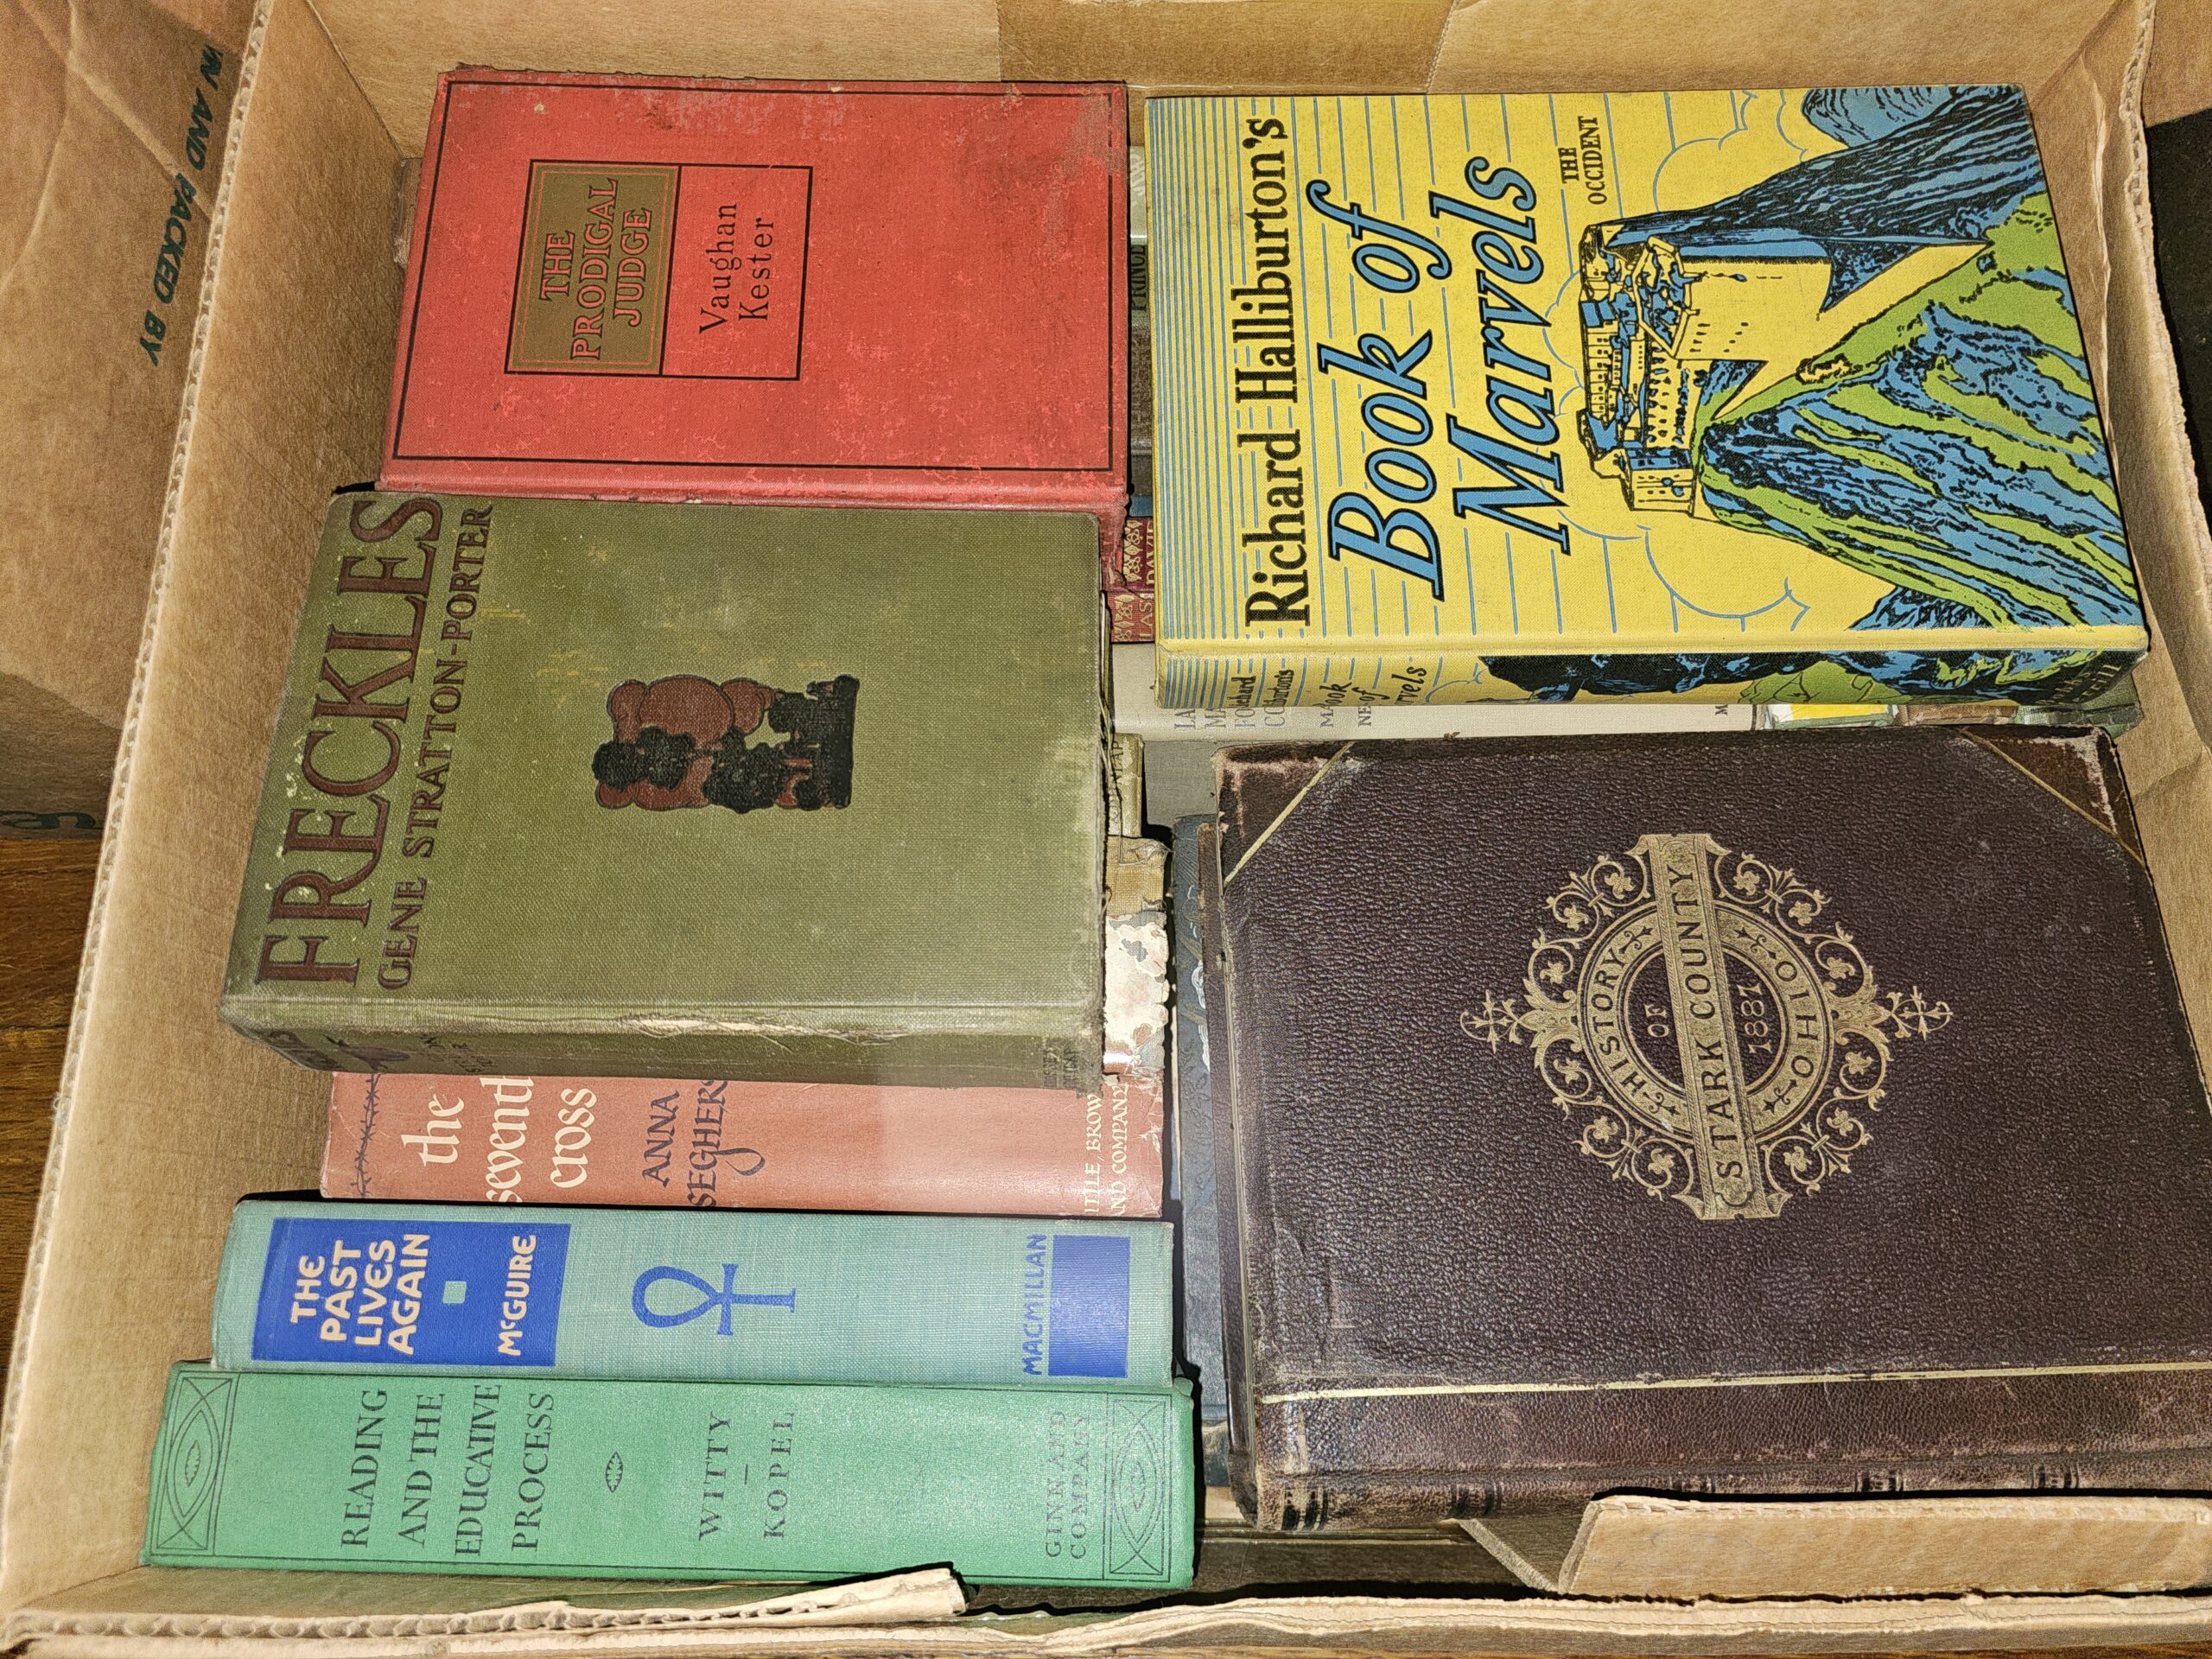 IN AND PACKED BY
THE
PRODIGAL
JUDGE
Vaughan
Kester
Richard Halliburton's
Book of
Marvels
THE
OCCIDENT
FRECKLES
GENE STRATTON-PORTER
the
seventh
cross
ANNA
SEGHERS
LITTLE, BROWN
AND COMPANY
THE
PAST
LIVES
AGAIN
McGUIRE
MACMILLAN
READING
AND THE
EDUCATIVE
PROCESS
WITTY
–
KOPEL
GINN AND
COMPANY
HISTORY
OF
STARK COUNTY
1881
OHIO